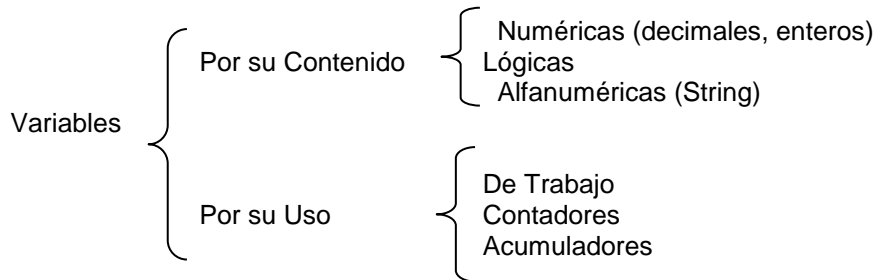 Numéricas (decimales, enteros)
Por su Contenido
Lógicas
Alfanuméricas (String)
Variables
De Trabajo
Por su Uso
Contadores
Acumuladores